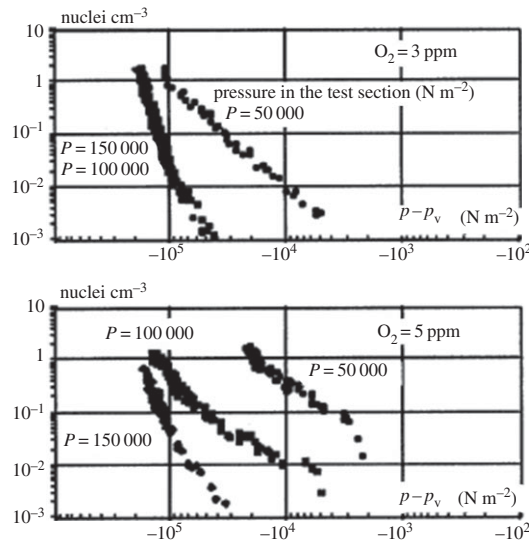 nuclei cm⁻³
10
O₂ = 3 ppm
1
pressure in the test section (N m⁻²)
P = 50 000
10⁻¹
P = 150 000
P = 100 000
10⁻²
p−pᵥ (N m⁻²)
10⁻³
−10⁵ −10⁴ −10³ −10²
nuclei cm⁻³
10
P = 100 000
O₂ = 5 ppm
1
P = 50 000
10⁻¹
P = 150 000
10⁻²
p−pᵥ (N m⁻²)
10⁻³
−10⁵ −10⁴ −10³ −10²